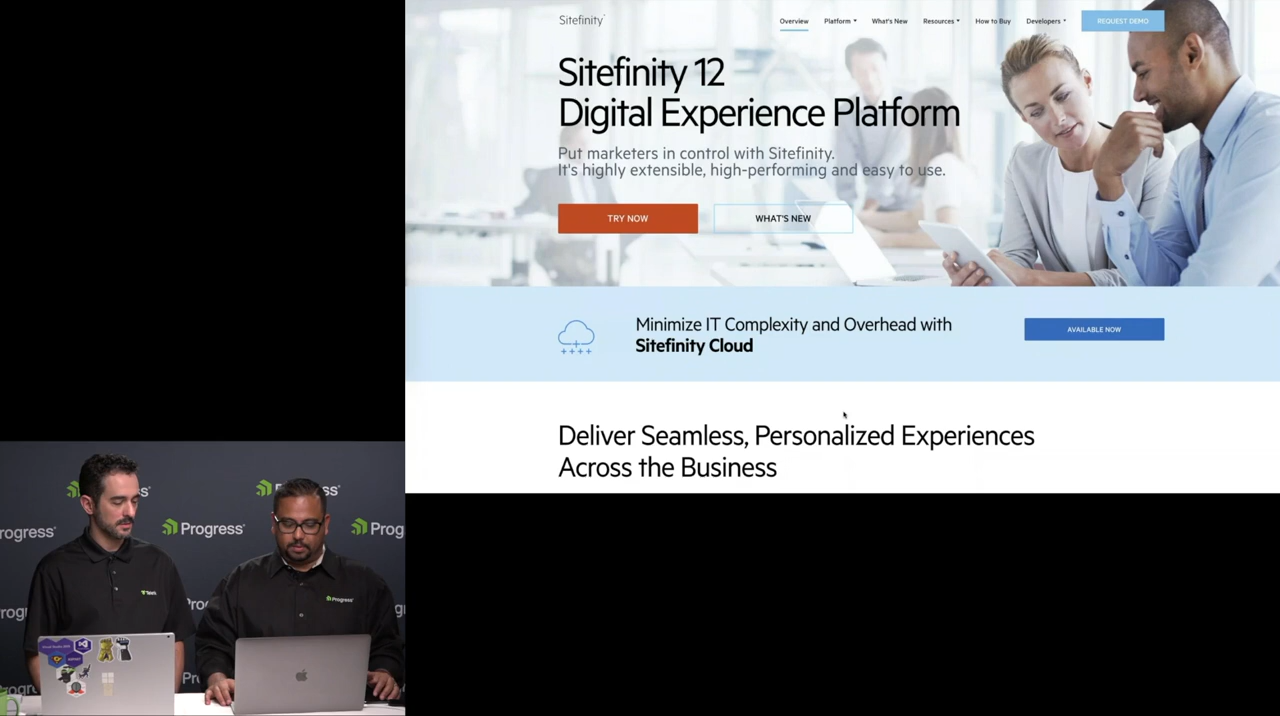 Sitefinity
Overview
Platform
What's New
Resources
How to Buy
Developers
REQUEST DEMO
Sitefinity 12
Digital Experience Platform
Put marketers in control with Sitefinity.
It's highly extensible, high-performing and easy to use.
TRY NOW
WHAT'S NEW
Minimize IT Complexity and Overhead with
Sitefinity Cloud
AVAILABLE NOW
Deliver Seamless, Personalized Experiences
Across the Business
rogress
Progress
Prog
Progress